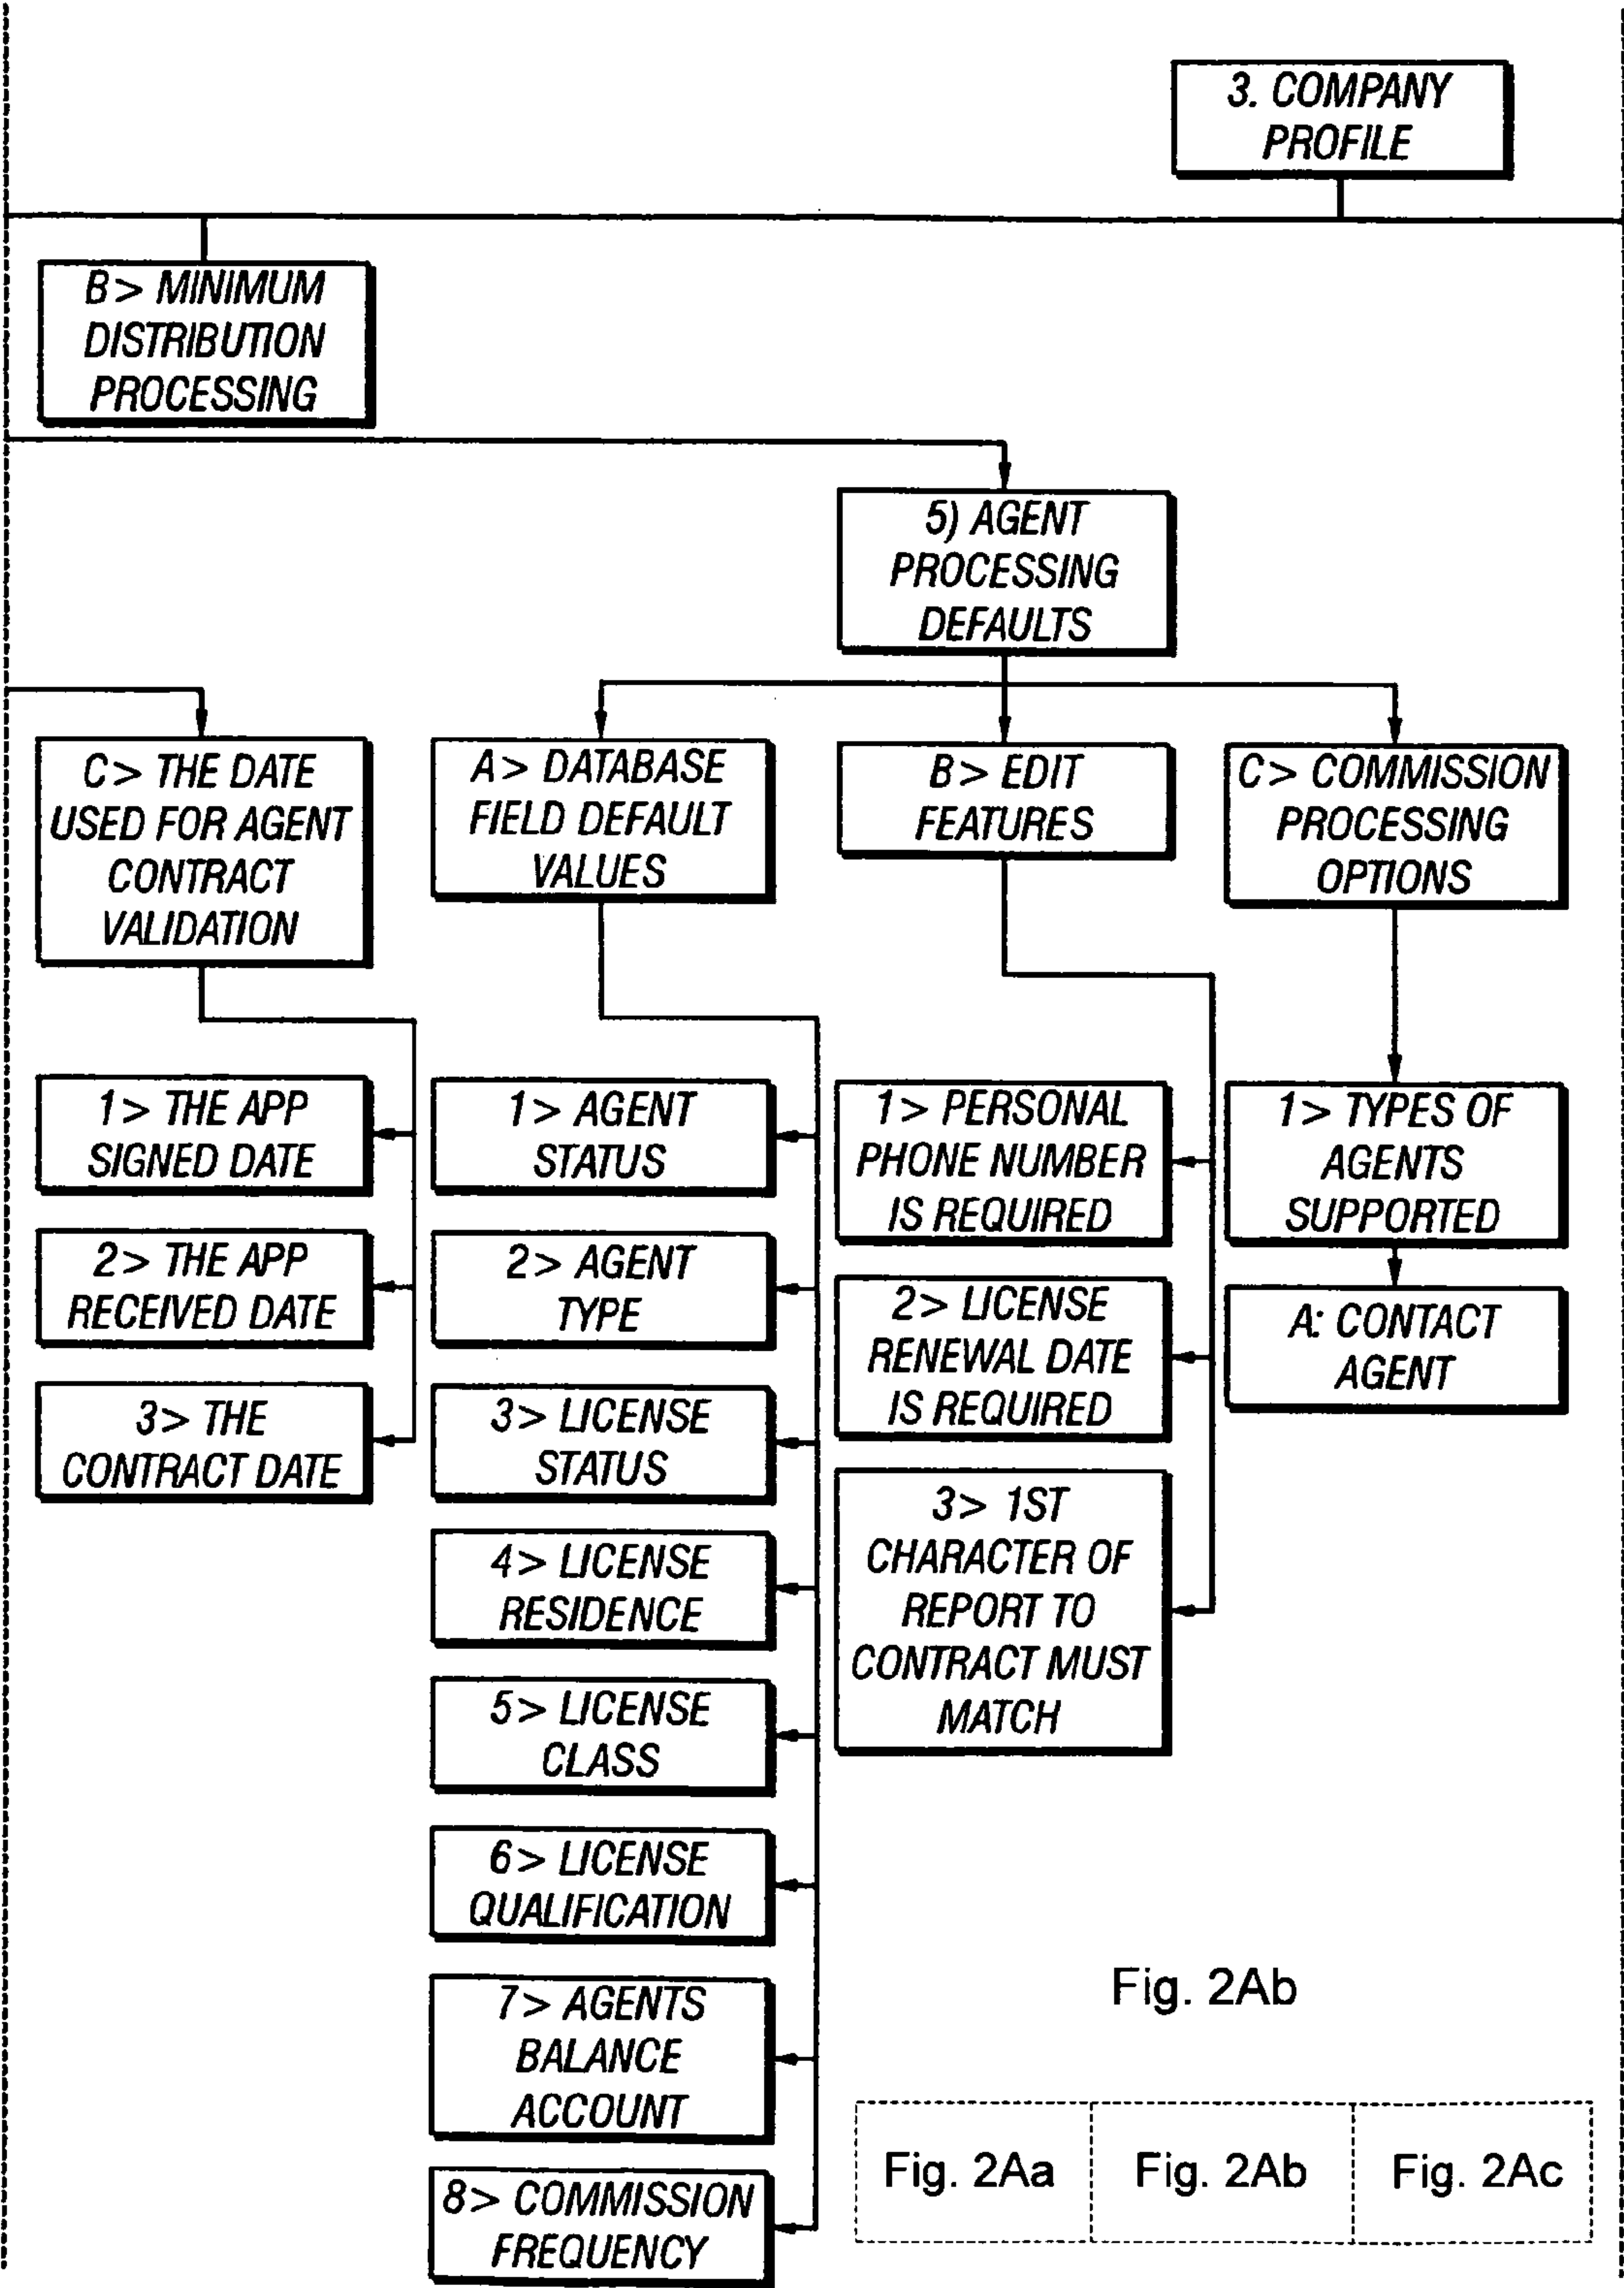 3. COMPANY
PROFILE
B> MINIMUM
DISTRIBUTION
PROCESSING
5) AGENT
PROCESSING
DEFAULTS
C> THE DATE
USED FOR AGENT
CONTRACT
VALIDATION
A> DATABASE
FIELD DEFAULT
VALUES
B> EDIT
FEATURES
C> COMMISSION
PROCESSING
OPTIONS
1> THE APP
SIGNED DATE
2> THE APP
RECEIVED DATE
3> THE
CONTRACT DATE
1> AGENT
STATUS
2> AGENT
TYPE
3> LICENSE
STATUS
4> LICENSE
RESIDENCE
5> LICENSE
CLASS
6> LICENSE
QUALIFICATION
7> AGENTS
BALANCE
ACCOUNT
8> COMMISSION
FREQUENCY
1> PERSONAL
PHONE NUMBER
IS REQUIRED
2> LICENSE
RENEWAL DATE
IS REQUIRED
3> 1ST
CHARACTER OF
REPORT TO
CONTRACT MUST
MATCH
1> TYPES OF
AGENTS
SUPPORTED
A: CONTACT
AGENT
Fig. 2Ab
Fig. 2Aa
Fig. 2Ab
Fig. 2Ac